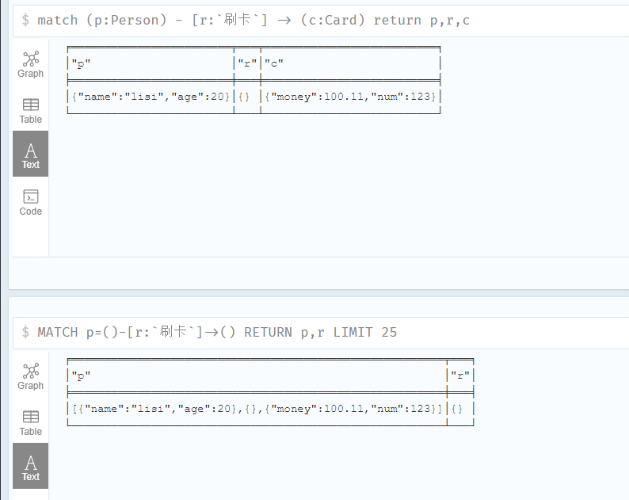 $ match (p:Person) - [r:`刷卡`] -> (c:Card) return p,r,c
Graph
Table
Text
Code
"p" "r" "c"
{"name":"lisi","age":20} {} {"money":100.11,"num":123}
$ MATCH p=()-[r:`刷卡`]->() RETURN p,r LIMIT 25
Graph
Table
Text
"p" "r"
[{"name":"lisi","age":20},{},{"money":100.11,"num":123}] {}